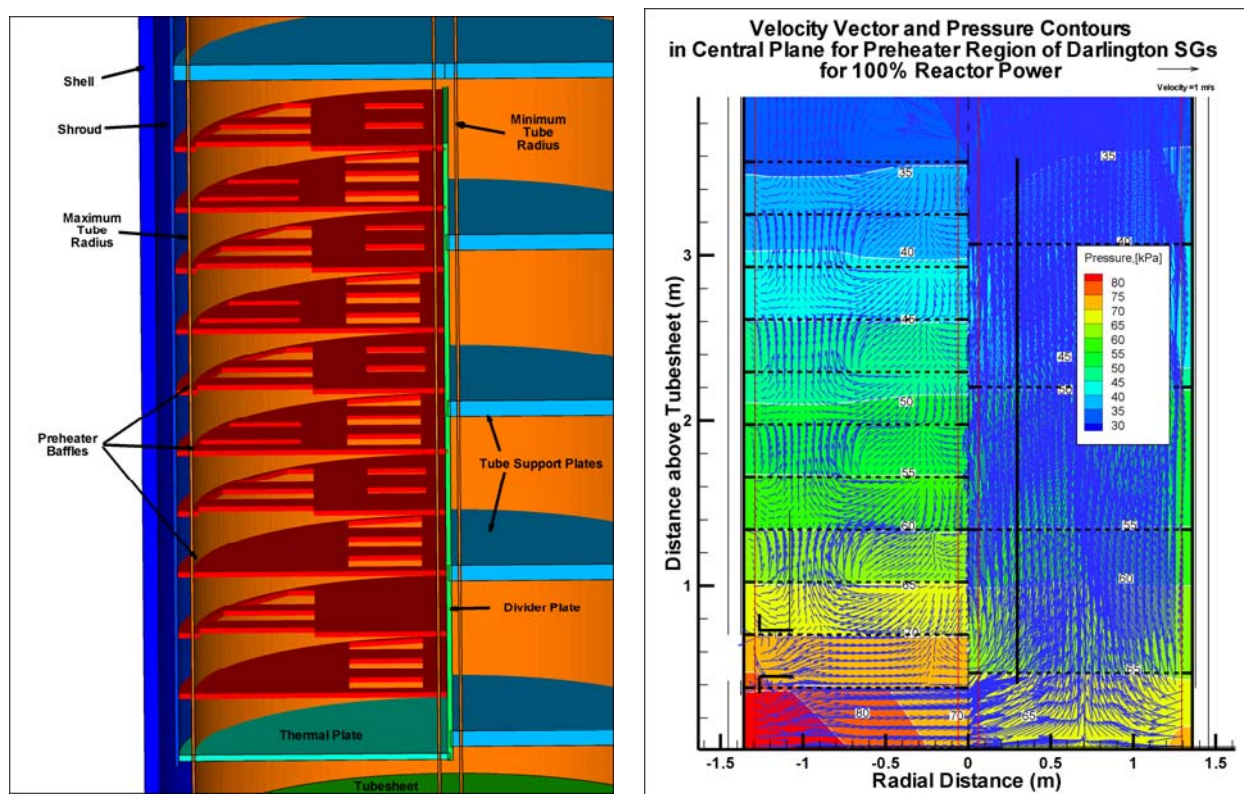 Shell
Shroud
Minimum
Tube
Radius
Maximum
Tube
Radius
Preheater
Baffles
Tube Support Plates
Divider Plate
Thermal Plate
Tubesheet
Velocity Vector and Pressure Contours
in Central Plane for Preheater Region of Darlington SGs
for 100% Reactor Power
Velocity = 1 m/s
Distance above Tubesheet (m)
3
2
1
35
35
40
40
45
45
50
50
55
55
60
60
65
65
70
80
70
65
Pressure,[kPa]
80
75
65
60
55
50
45
40
35
30
-1.5
-1
-0.5
0
0.5
1
1.5
Radial Distance (m)